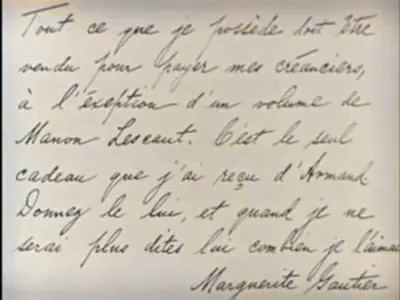 Tout ce que je possède doit être
vendu pour payer mes créanciers,
à l'éxeption d'un volume de
Manon Lescaut. C'est le seul
cadeau que j'ai reçu d'Armand.
Donnez le lui, et quand je ne
serai plus dites lui combien je l'aimais
Marguerite Gautier